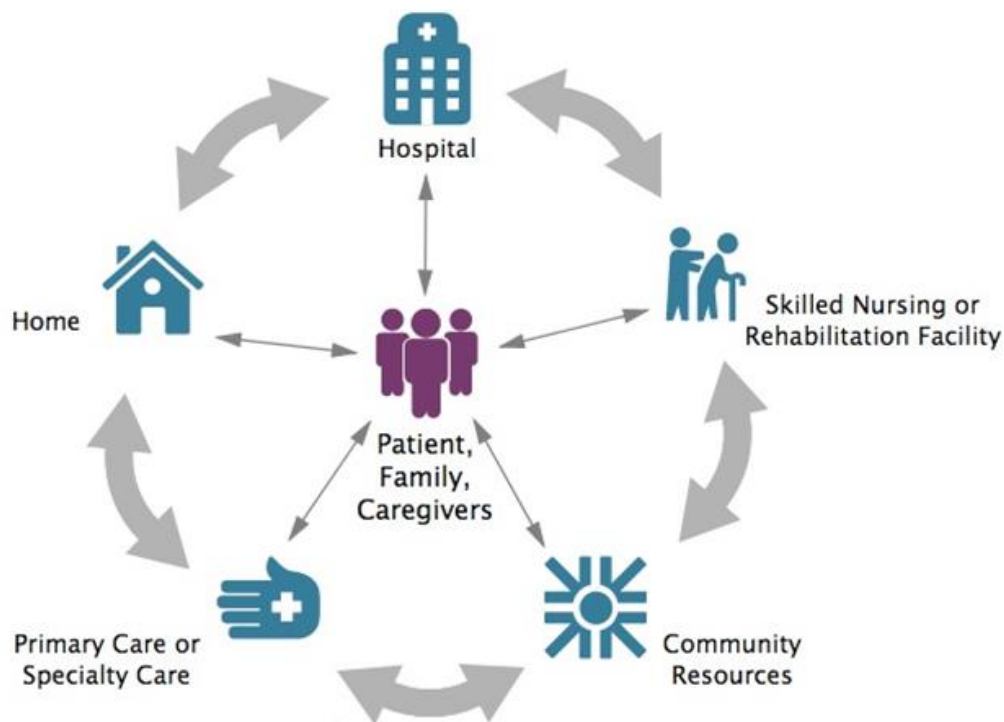 Hospital
Home
Skilled Nursing or
Rehabilitation Facility
Patient,
Family,
Caregivers
Primary Care or
Specialty Care
Community
Resources